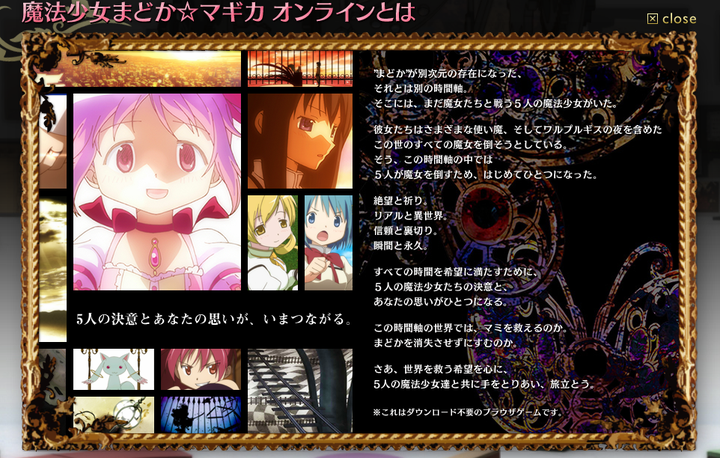 魔法少女まどか☆マギカ オンラインとは
close
"まどか"が別次元の存在になった、
それとは別の時間軸。
そこには、まだ魔女たちと戦う５人の魔法少女がいた。
彼女たちはさまざまな使い魔、そしてワルプルギスの夜を含めた
この世のすべての魔女を倒そうとしている。
そう、この時間軸の中では
５人が魔女を倒すため、はじめてひとつになった。
絶望と祈り。
リアルと異世界。
信頼と裏切り。
瞬間と永久。
すべての時間を希望に満たすために、
５人の魔法少女たちの決意と、
あなたの思いがひとつになる。
この時間軸の世界では、マミを救えるのか。
まどかを消失させずにすむのか。
さあ、世界を救う希望を心に、
5人の魔法少女達と共に手をとりあい、旅立とう。
※これはダウンロード不要のブラウザゲームです。
5人の決意とあなたの思いが、いまつながる。